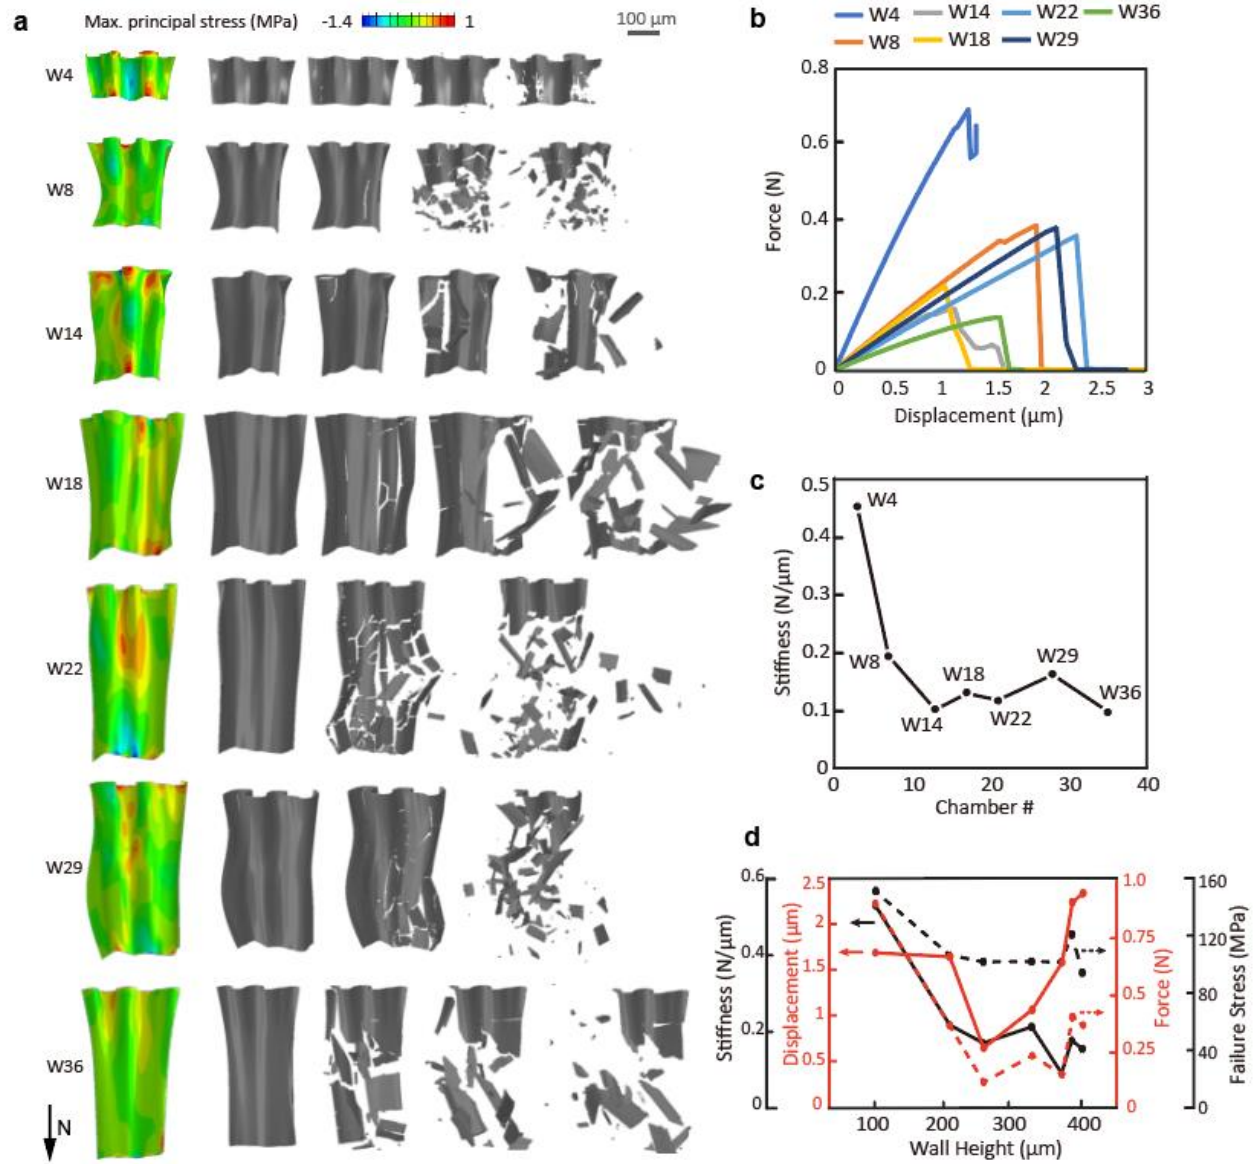 a
Max. principal stress (MPa) -1.4 1
100 µm
W4
W8
W14
W18
W22
W29
W36
N
b
W4 W14 W22 W36
W8 W18 W29
0.8
0.6
0.4
0.2
0
Force (N)
0 0.5 1 1.5 2 2.5 3
Displacement (µm)
c
0.5
0.4
0.3
0.2
0.1
0
Stiffness (N/µm)
W4
W8
W14
W18
W22
W29
W36
0 10 20 30 40
Chamber #
d
0.6
0.4
0.2
0
Stiffness (N/µm)
2.5
2
1.5
1
0.5
0
Displacement (µm)
1.0
0.75
0.5
0.25
0
Force (N)
160
120
80
40
0
Failure Stress (MPa)
100 200 300 400
Wall Height (µm)